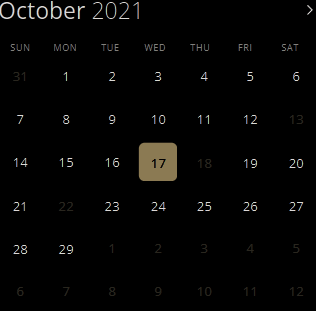 October 2021
SUN MON TUE WED THU FRI SAT
31 1 2 3 4 5 6
7 8 9 10 11 12 13
14 15 16 17 18 19 20
21 22 23 24 25 26 27
28 29 1 2 3 4 5
6 7 8 9 10 11 12